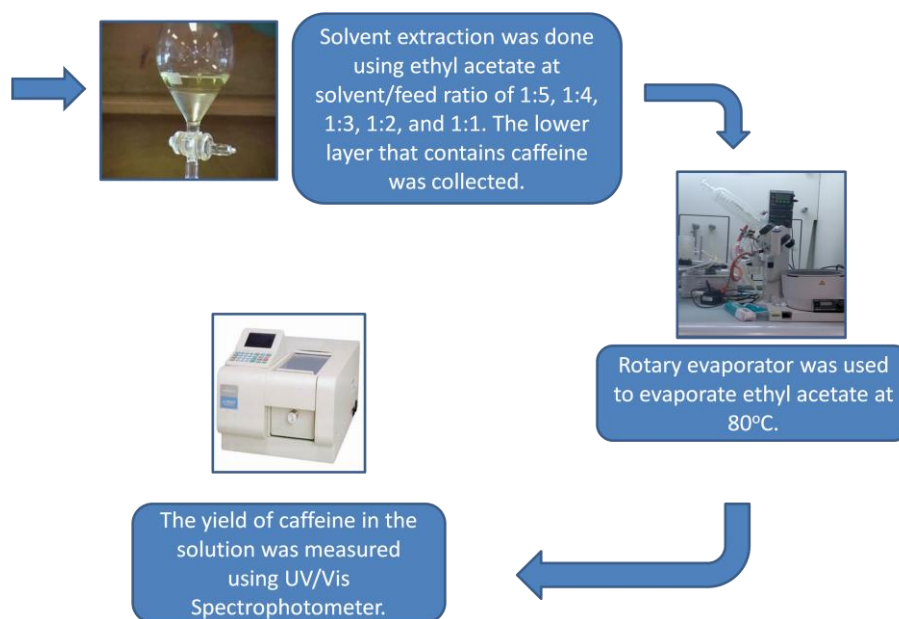 Solvent extraction was done
using ethyl acetate at
solvent/feed ratio of 1:5, 1:4,
1:3, 1:2, and 1:1. The lower
layer that contains caffeine
was collected.
Rotary evaporator was used
to evaporate ethyl acetate at
80°C.
The yield of caffeine in the
solution was measured
using UV/Vis
Spectrophotometer.